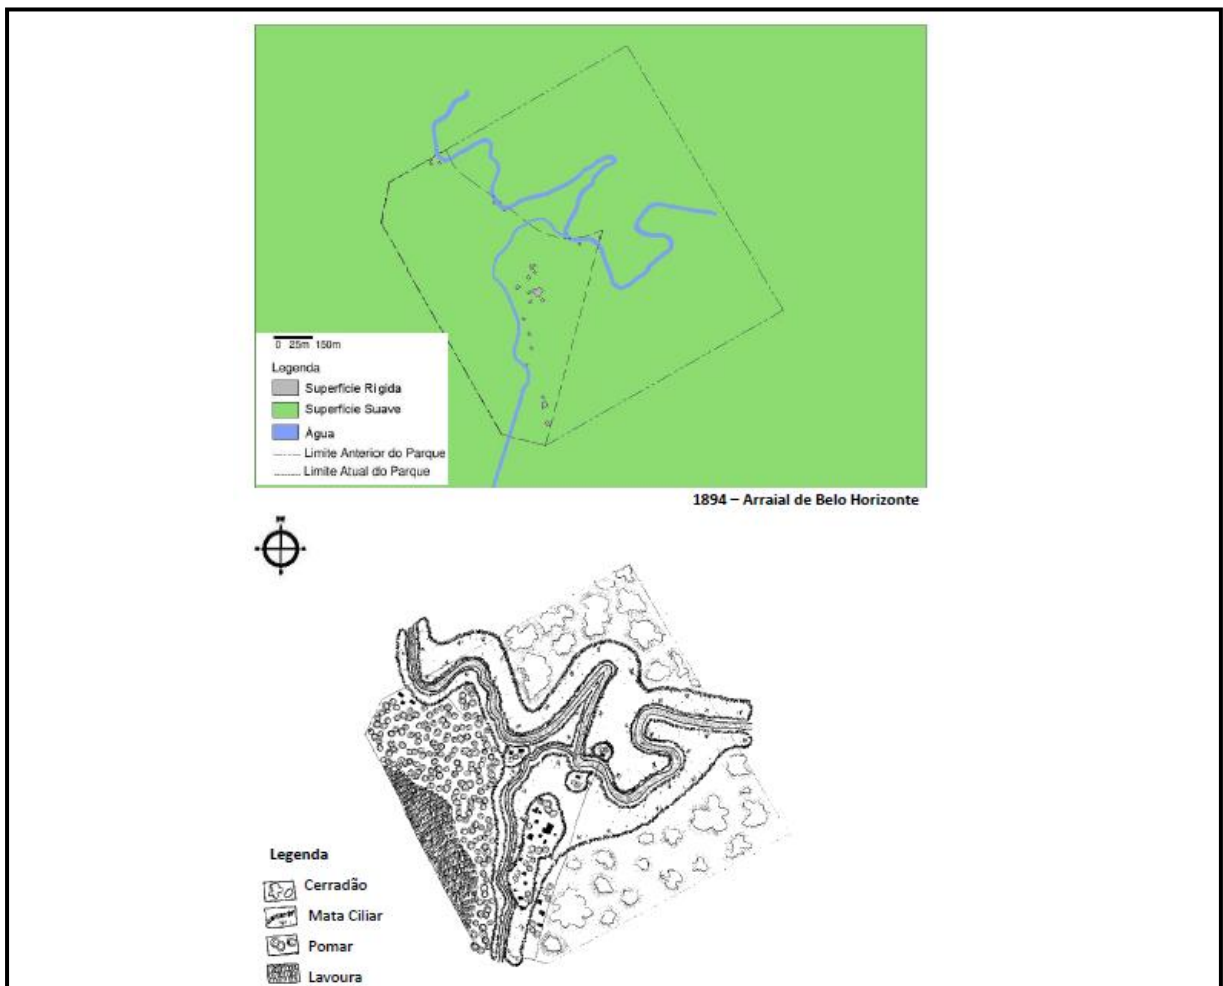 0 25m 150m
Legenda
Superfície Rígida
Superfície Suave
Água
Limite Anterior do Parque
Limite Atual do Parque
1894 – Arraial de Belo Horizonte
N
Legenda
Cerradão
Mata Ciliar
Pomar
Lavoura